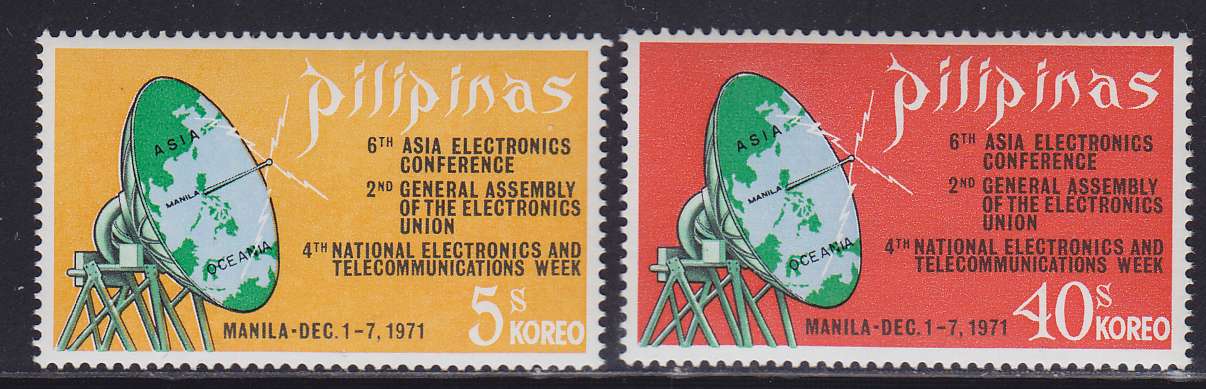 pilipinas
6TH ASIA ELECTRONICS
CONFERENCE
2ND GENERAL ASSEMBLY
OF THE ELECTRONICS
UNION
4TH NATIONAL ELECTRONICS AND
TELECOMMUNICATIONS WEEK
ASIA
MANILA
OCEANIA
MANILA-DEC. 1-7, 1971
5s KOREO
pilipinas
6TH ASIA ELECTRONICS
CONFERENCE
2ND GENERAL ASSEMBLY
OF THE ELECTRONICS
UNION
4TH NATIONAL ELECTRONICS AND
TELECOMMUNICATIONS WEEK
ASIA
MANILA
OCEANIA
MANILA-DEC. 1-7, 1971
40s KOREO